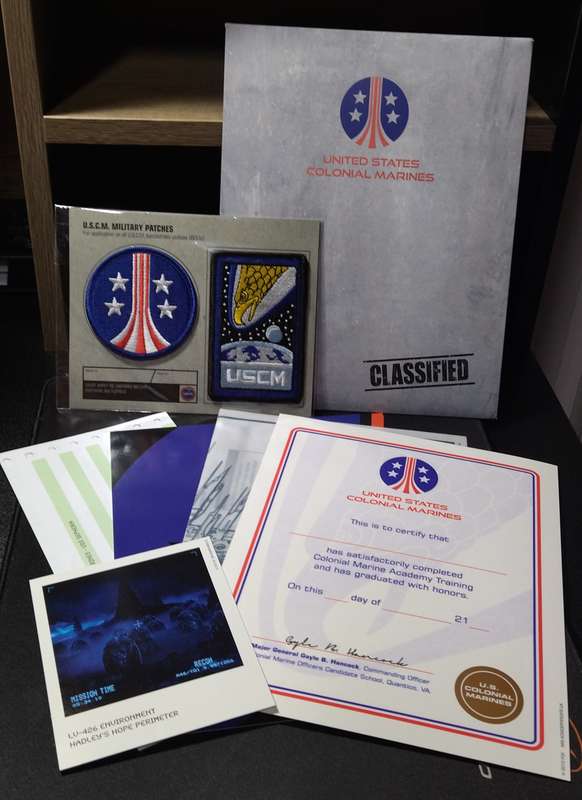 UNITED STATES
COLONIAL MARINES
CLASSIFIED
U.S.C.M. MILITARY PATCHES
USCM
UNITED STATES
COLONIAL MARINES
This is to certify that
has satisfactorily completed
Colonial Marine Academy Training
and has graduated with honors.
On this day of 21
Gayle B. Hancock
Major General Gayle B. Hancock, Commanding Officer
Colonial Marine Officers Candidate School, Quantico, VA.
U.S.
COLONIAL
MARINES
MISSION TIME
RECON
LV-426 ENVIRONMENT
HADLEY'S HOPE PERIMETER